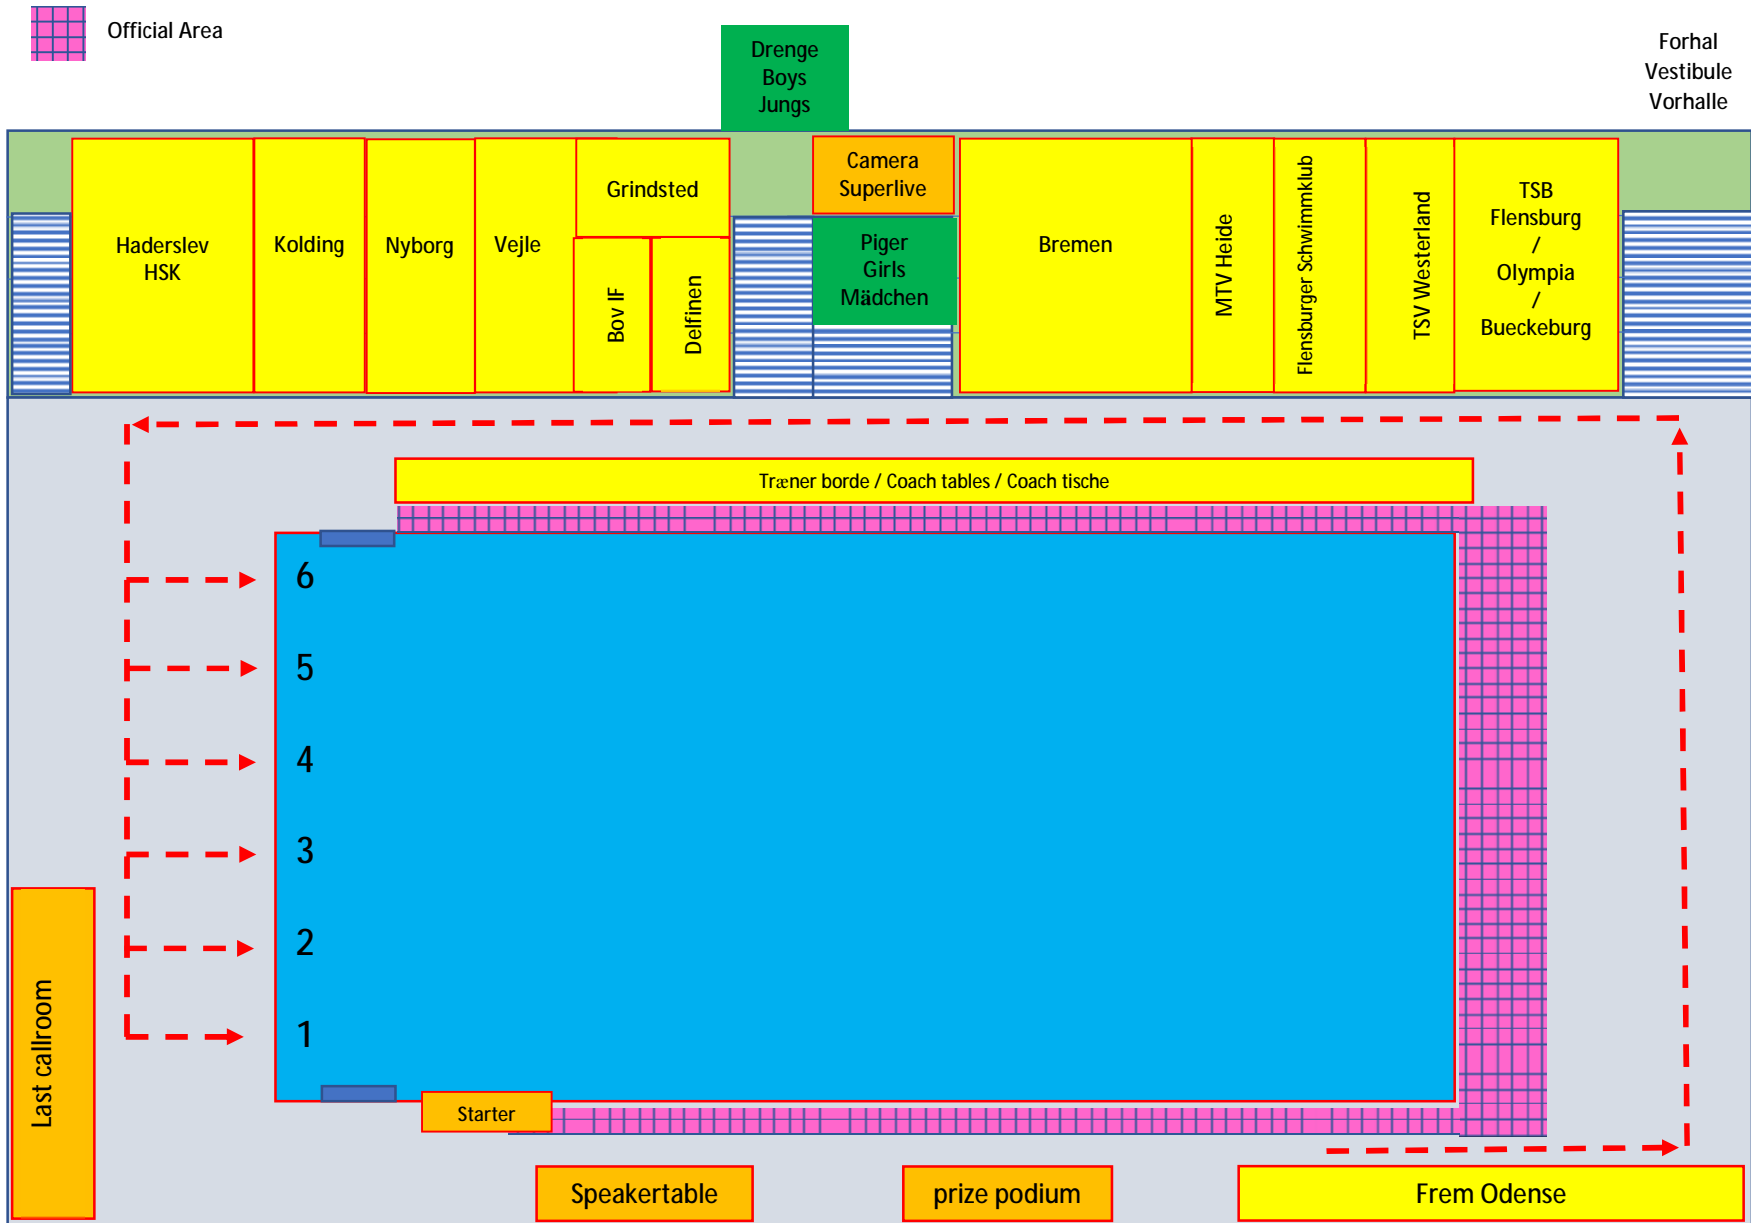 Official Area
Drenge
Boys
Jungs
Forhal
Vestibule
Vorhalle
Haderslev
HSK
Kolding
Nyborg
Vejle
Grindsted
Bov IF
Delfinen
Camera
Superlive
Piger
Girls
Mädchen
Bremen
MTV Heide
Flensburger Schwimmklub
TSV Westerland
TSB
Flensburg
/
Olympia
/
Bueckeburg
Træner borde / Coach tables / Coach tische
6
5
4
3
2
1
Last callroom
Starter
Speakertable
prize podium
Frem Odense